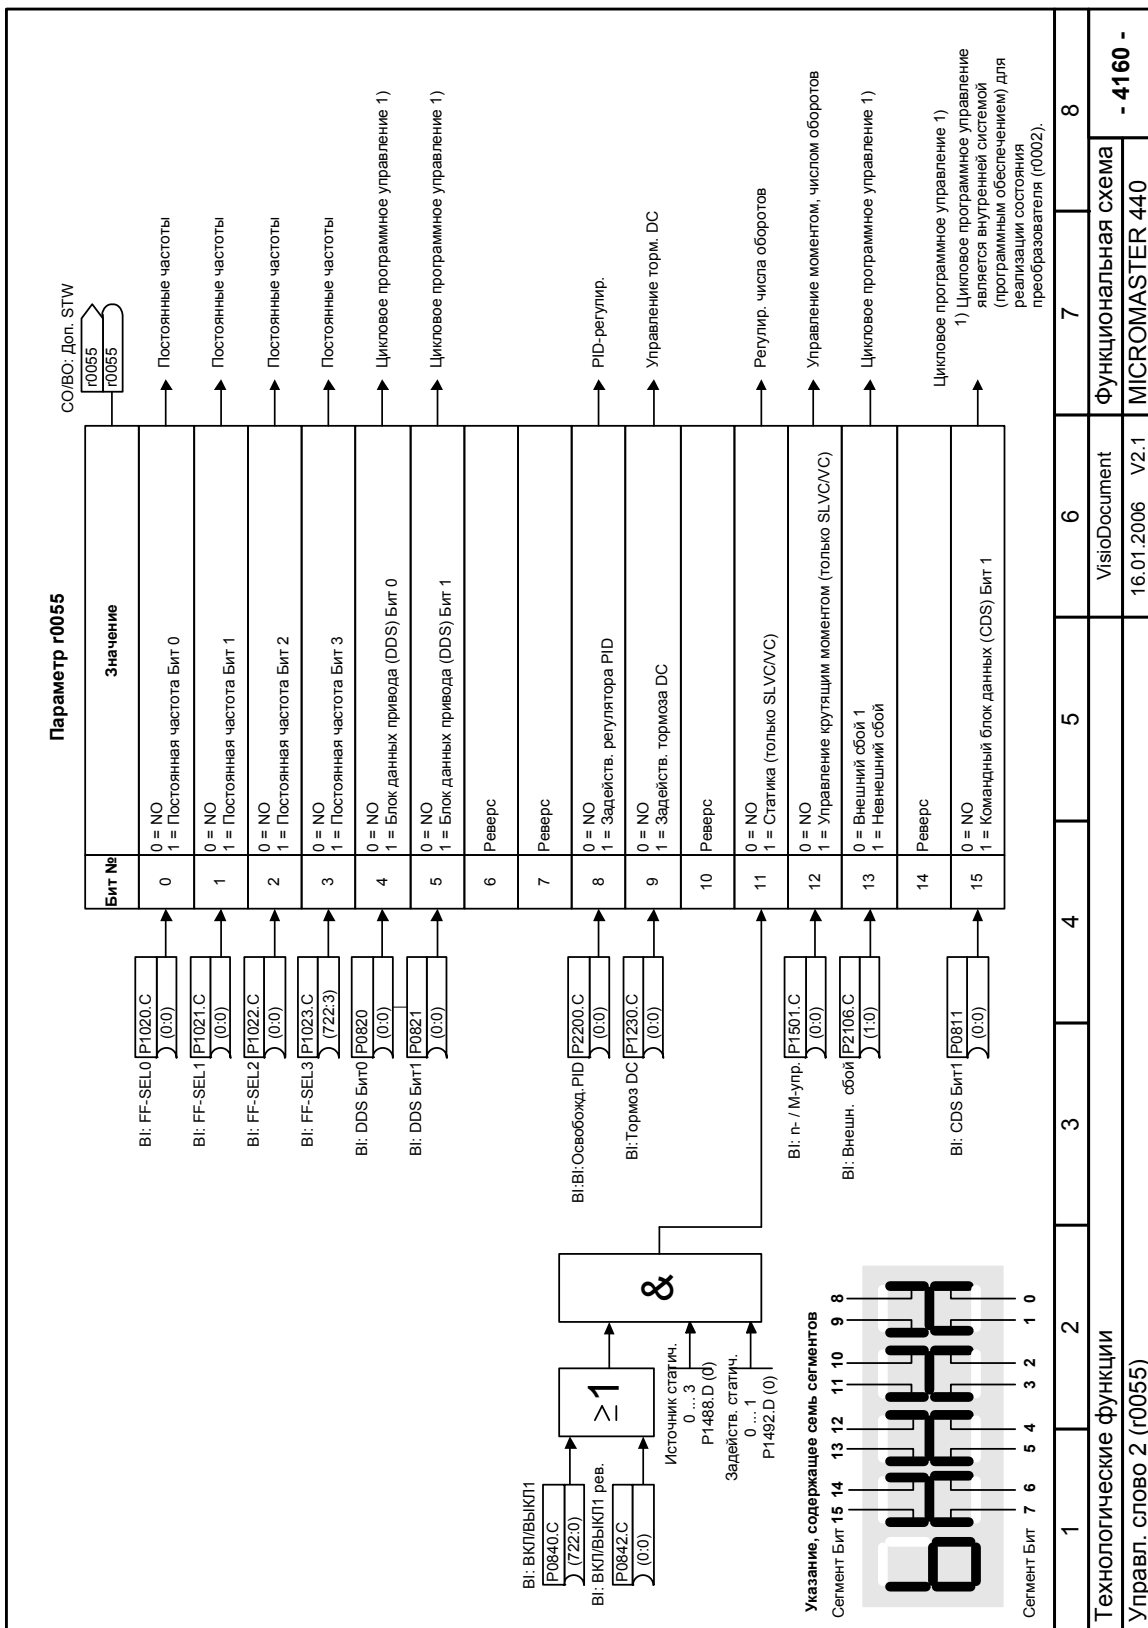 Параметр r0055
CO/BO: Доп. STW
r0055
r0055
Бит №
Значение
BI: FF-SEL0
P1020.C
(0:0)
0
0 = NO
1 = Постоянная частота Бит 0
Постоянные частоты
BI: FF-SEL1
P1021.C
(0:0)
1
0 = NO
1 = Постоянная частота Бит 1
Постоянные частоты
BI: FF-SEL2
P1022.C
(0:0)
2
0 = NO
1 = Постоянная частота Бит 2
Постоянные частоты
BI: FF-SEL3
P1023.C
(722:3)
3
0 = NO
1 = Постоянная частота Бит 3
Постоянные частоты
BI: DDS Бит0
P0820
(0:0)
4
0 = NO
1 = Блок данных привода (DDS) Бит 0
Цикловое программное управление 1)
BI: DDS Бит1
P0821
(0:0)
5
0 = NO
1 = Блок данных привода (DDS) Бит 1
Цикловое программное управление 1)
6
Реверс
7
Реверс
BI:BI:Освобожд.PID
P2200.C
(0:0)
8
0 = NO
1 = Задейств. регулятора PID
PID-регулир.
BI:Тормоз DC
P1230.C
(0:0)
9
0 = NO
1 = Задейств. тормоза DC
Управление торм. DC
10
Реверс
BI: ВКЛ/ВЫКЛ1
P0840.C
(722:0)
BI: ВКЛ/ВЫКЛ1 рев.
P0842.C
(0:0)
≥1
Источник статич.
0 ... 3
P1488.D (0)
Задейств. статич.
0 ... 1
P1492.D (0)
&
11
0 = NO
1 = Статика (только SLVC/VC)
Регулир. числа оборотов
BI: n- / M-упр.
P1501.C
(0:0)
12
0 = NO
1 = Управление крутящим моментом (только SLVC/VC)
Управление моментом, числом оборотов
BI: Внешн. сбой
P2106.C
(1:0)
13
0 = Внешний сбой 1
1 = Невнешний сбой
Цикловое программное управление 1)
14
Реверс
BI: CDS Бит1
P0811
(0:0)
15
0 = NO
1 = Командный блок данных (CDS) Бит 1
Цикловое программное управление 1)
1) Цикловое программное управление
является внутренней системой
(програмным обеспечением) для
реализации состояния
преобразователя (r0002).
Указание, содержащее семь сегментов
Сегмент Бит 15 14 13 12 11 10 9 8
Сегмент Бит 7 6 5 4 3 2 1 0
1 2 3 4 5 6 7 8
Технологические функции
VisioDocument
Функциональная схема
- 4160 -
Управл. слово 2 (r0055)
16.01.2006 V2.1
MICROMASTER 440